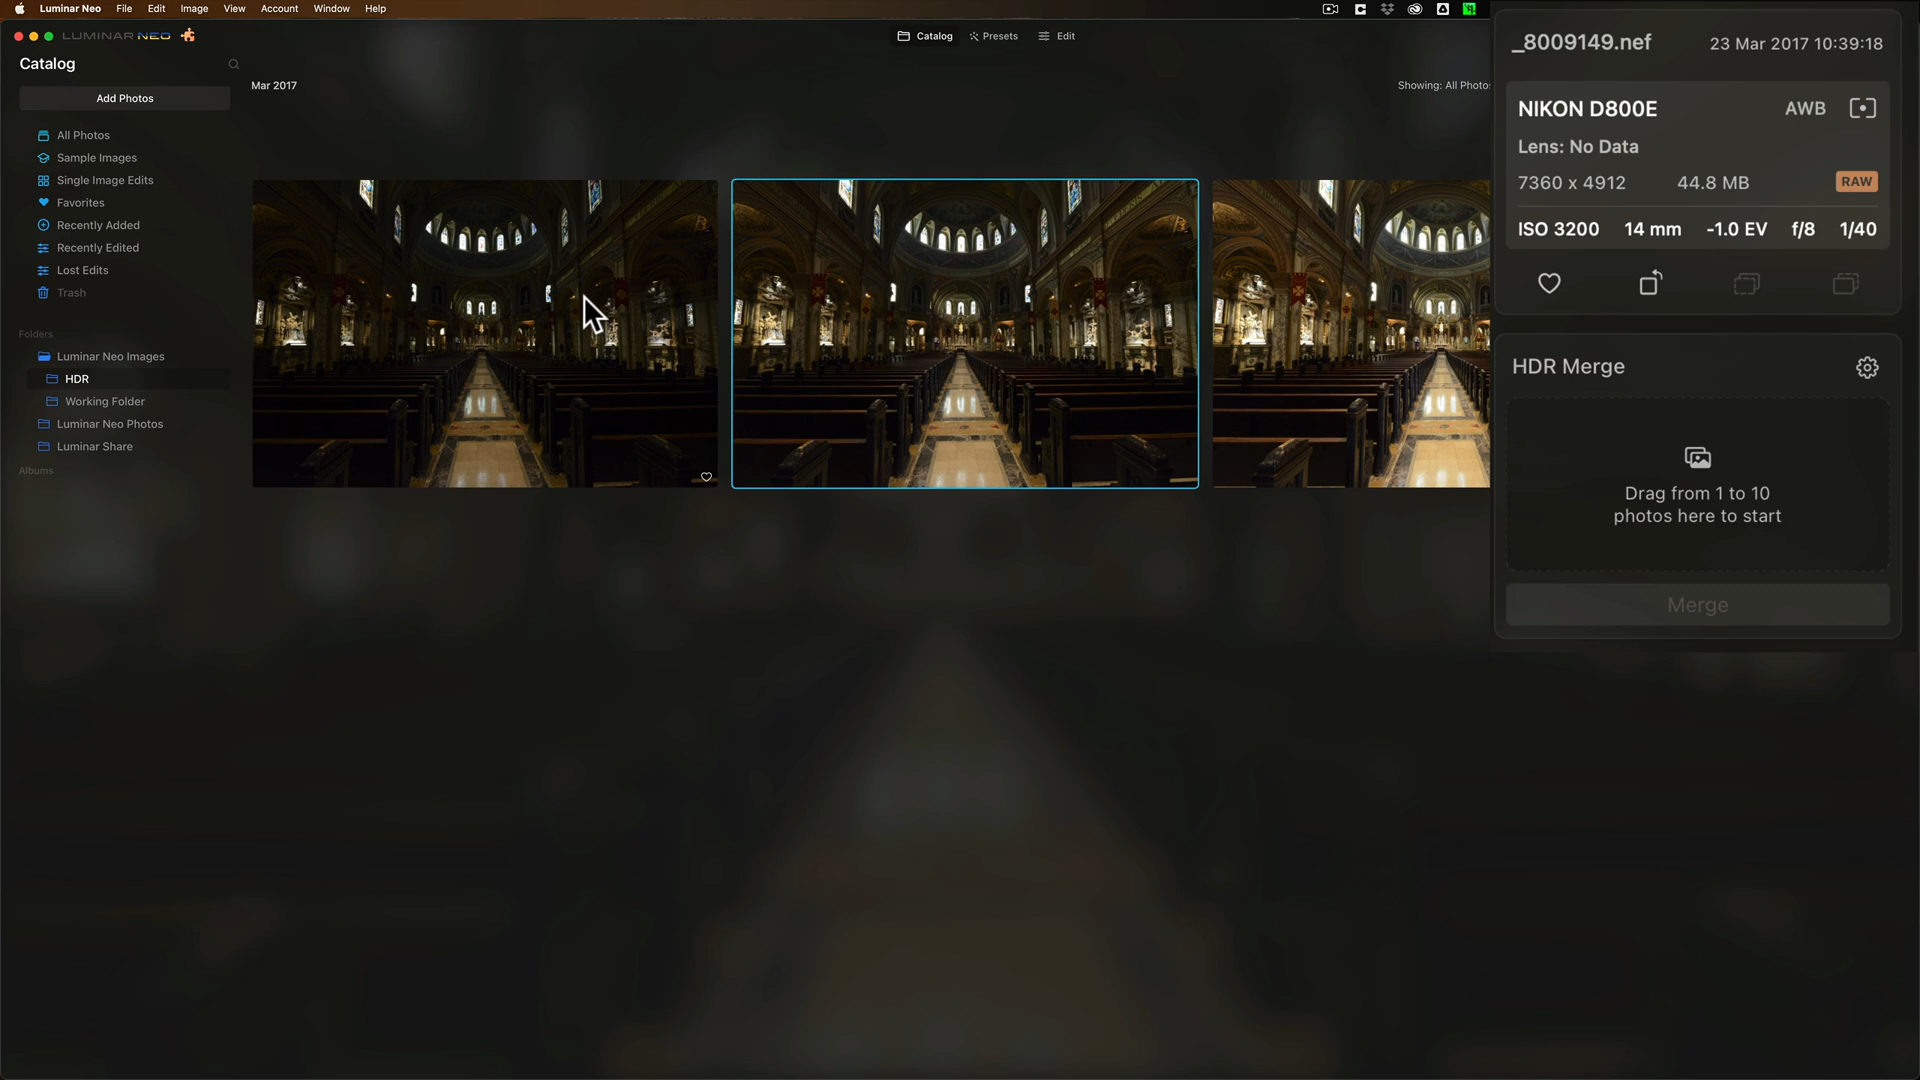 Luminar Neo File Edit Image View Account Window Help
LUMINAR NEO
Catalog Presets Edit
Catalog
Add Photos
All Photos
Sample Images
Single Image Edits
Favorites
Recently Added
Recently Edited
Lost Edits
Trash
Folders
Luminar Neo Images
HDR
Working Folder
Luminar Neo Photos
Luminar Share
Albums
Mar 2017
Showing: All Photos
_8009149.nef 23 Mar 2017 10:39:18
NIKON D800E AWB
Lens: No Data
7360 x 4912 44.8 MB RAW
ISO 3200 14 mm -1.0 EV f/8 1/40
HDR Merge
Drag from 1 to 10
photos here to start
Merge